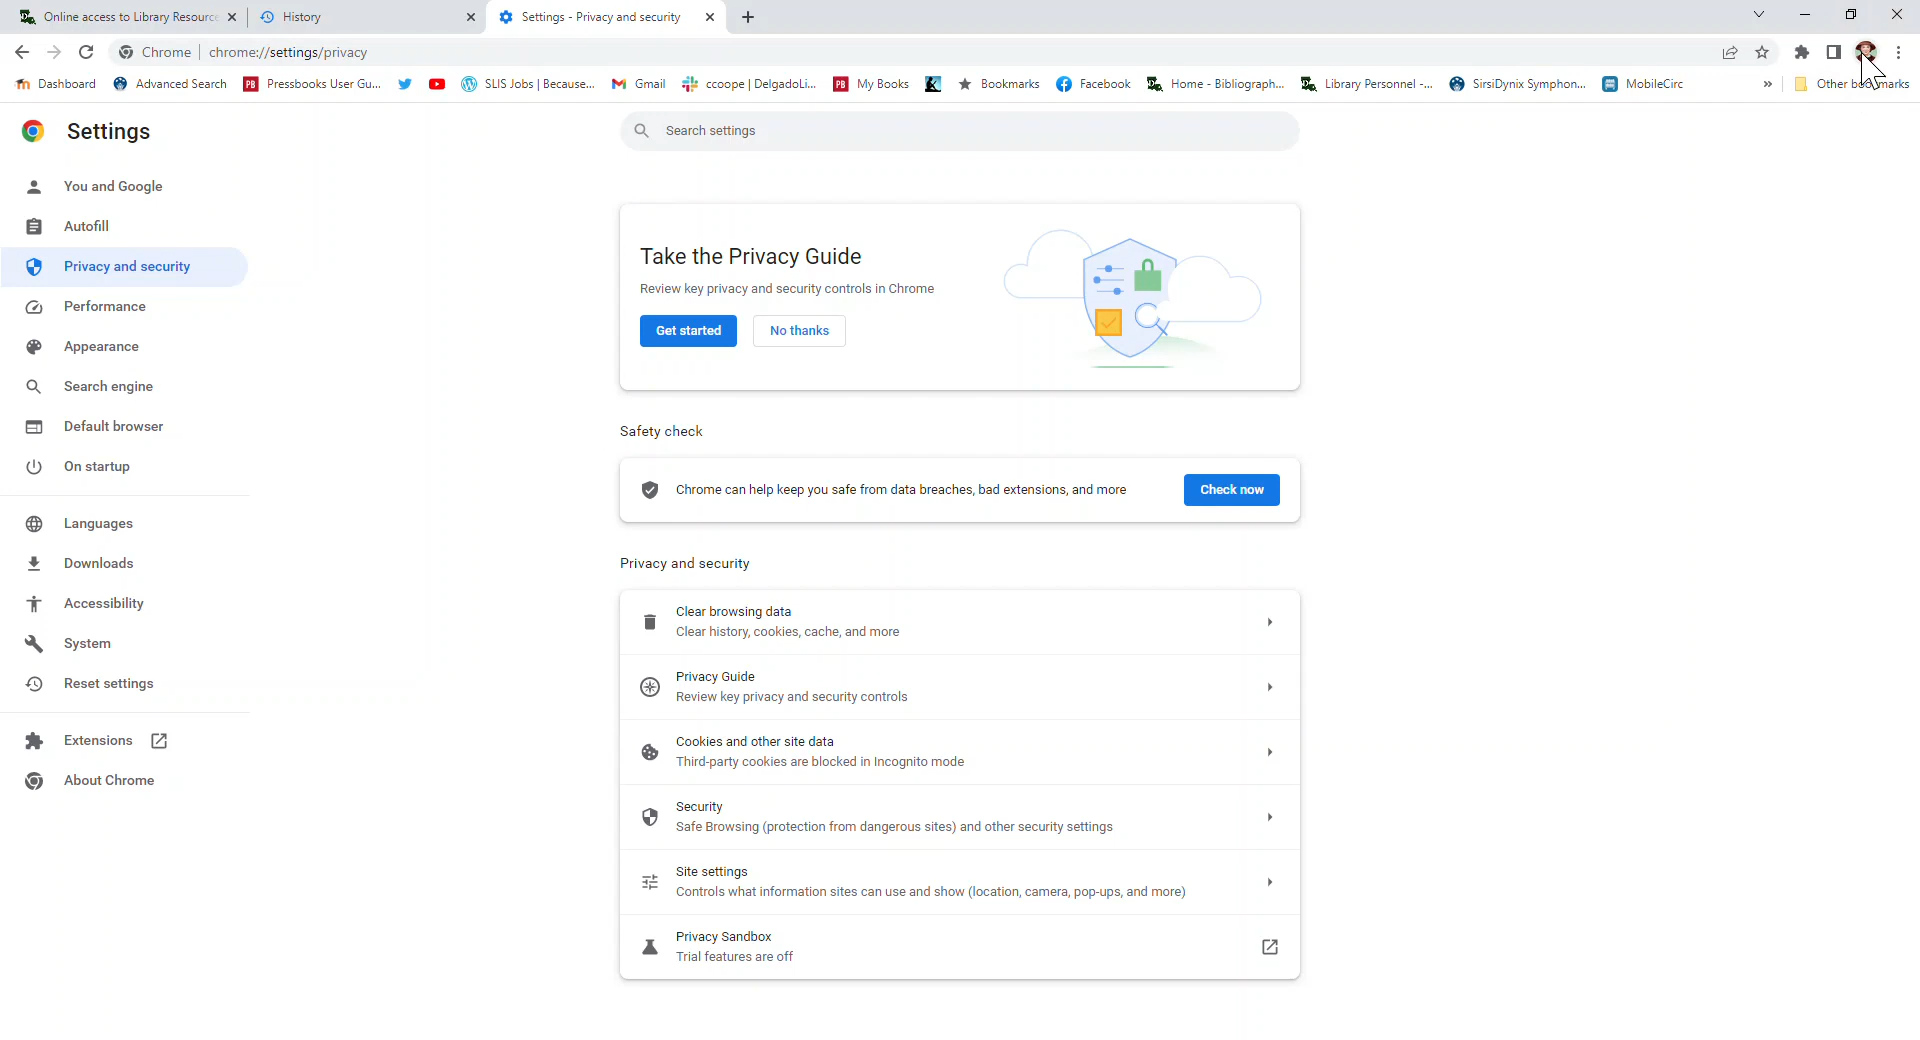 Online access to Library Resource
History
Settings - Privacy and security
Chrome
chrome://settings/privacy
Dashboard
Advanced Search
PB
Pressbooks User Gu...
SLIS Jobs | Because...
Gmail
ccoope | DelgadoLi...
PB
My Books
Bookmarks
Facebook
Home - Bibliograph...
Library Personnel -...
SirsiDynix Symphon...
MobileCirc
»
Other bookmarks
Settings
Search settings
You and Google
Autofill
Privacy and security
Performance
Appearance
Search engine
Default browser
On startup
Languages
Downloads
Accessibility
System
Reset settings
Extensions
About Chrome
Take the Privacy Guide
Review key privacy and security controls in Chrome
Get started
No thanks
Safety check
Chrome can help keep you safe from data breaches, bad extensions, and more
Check now
Privacy and security
Clear browsing data
Clear history, cookies, cache, and more
Privacy Guide
Review key privacy and security controls
Cookies and other site data
Third-party cookies are blocked in Incognito mode
Security
Safe Browsing (protection from dangerous sites) and other security settings
Site settings
Controls what information sites can use and show (location, camera, pop-ups, and more)
Privacy Sandbox
Trial features are off